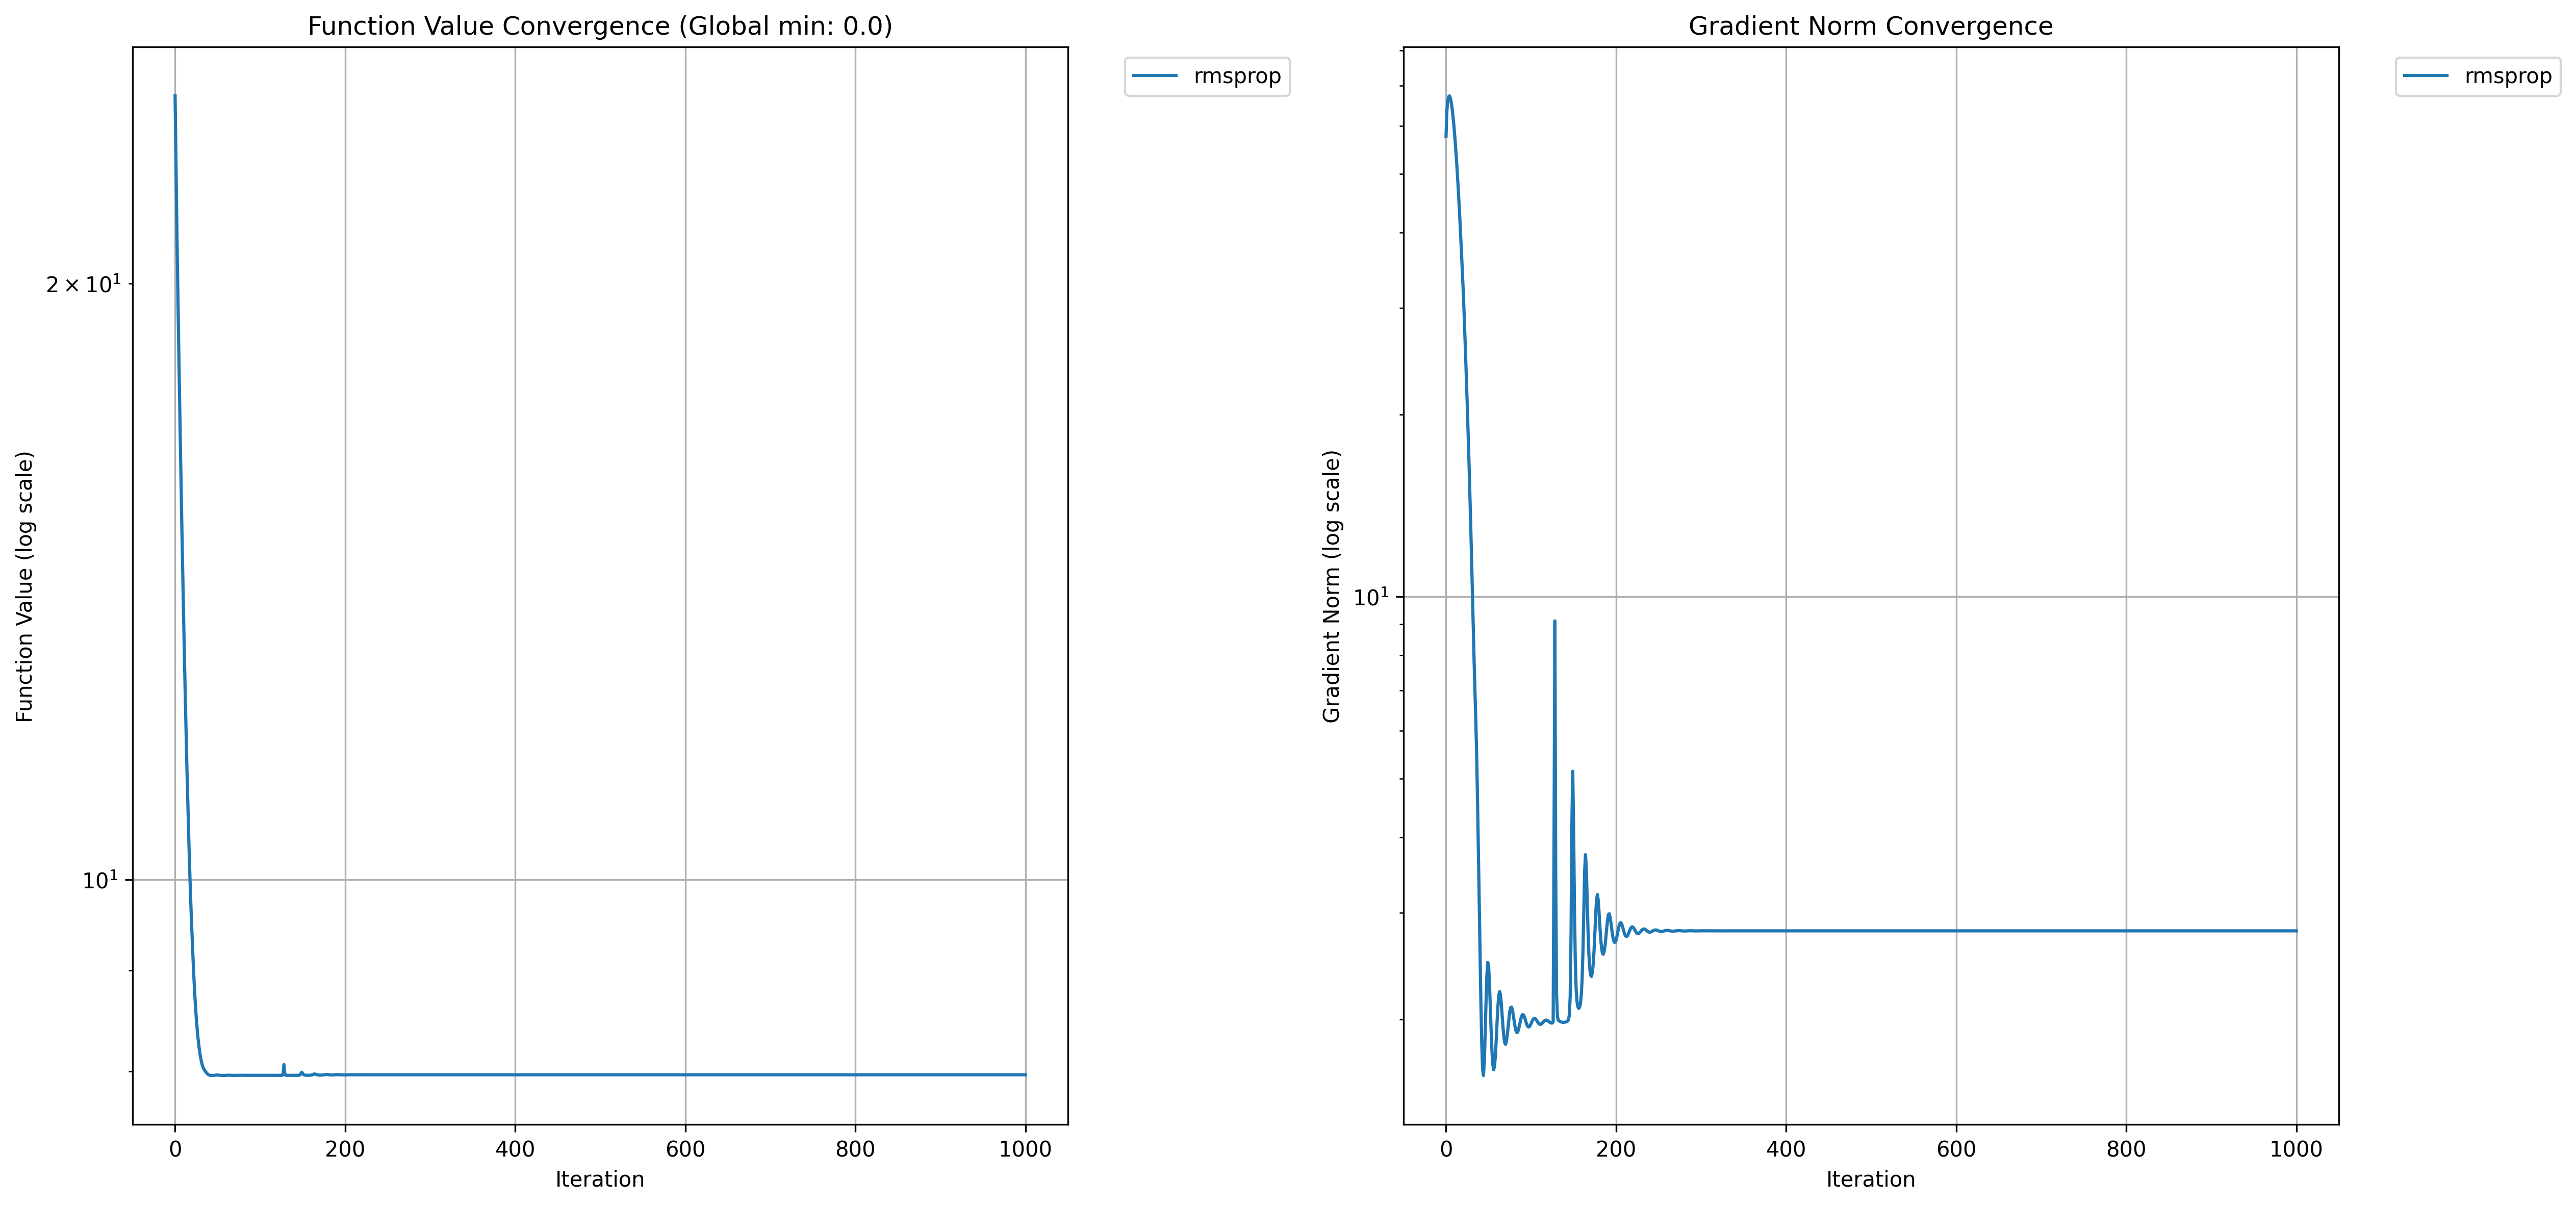 Function Value Convergence (Global min: 0.0)
rmsprop
Function Value (log scale)
2 × 10¹
10¹
0 200 400 600 800 1000
Iteration
Gradient Norm Convergence
rmsprop
Gradient Norm (log scale)
10¹
0 200 400 600 800 1000
Iteration